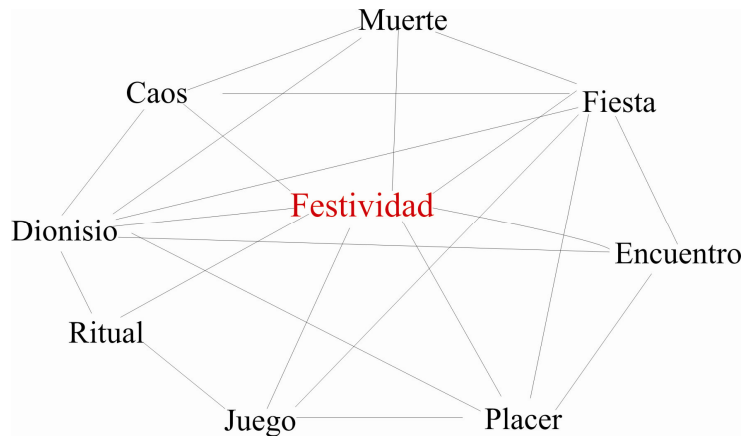 Muerte
Caos
Fiesta
Festividad
Dionisio
Encuentro
Ritual
Juego
Placer